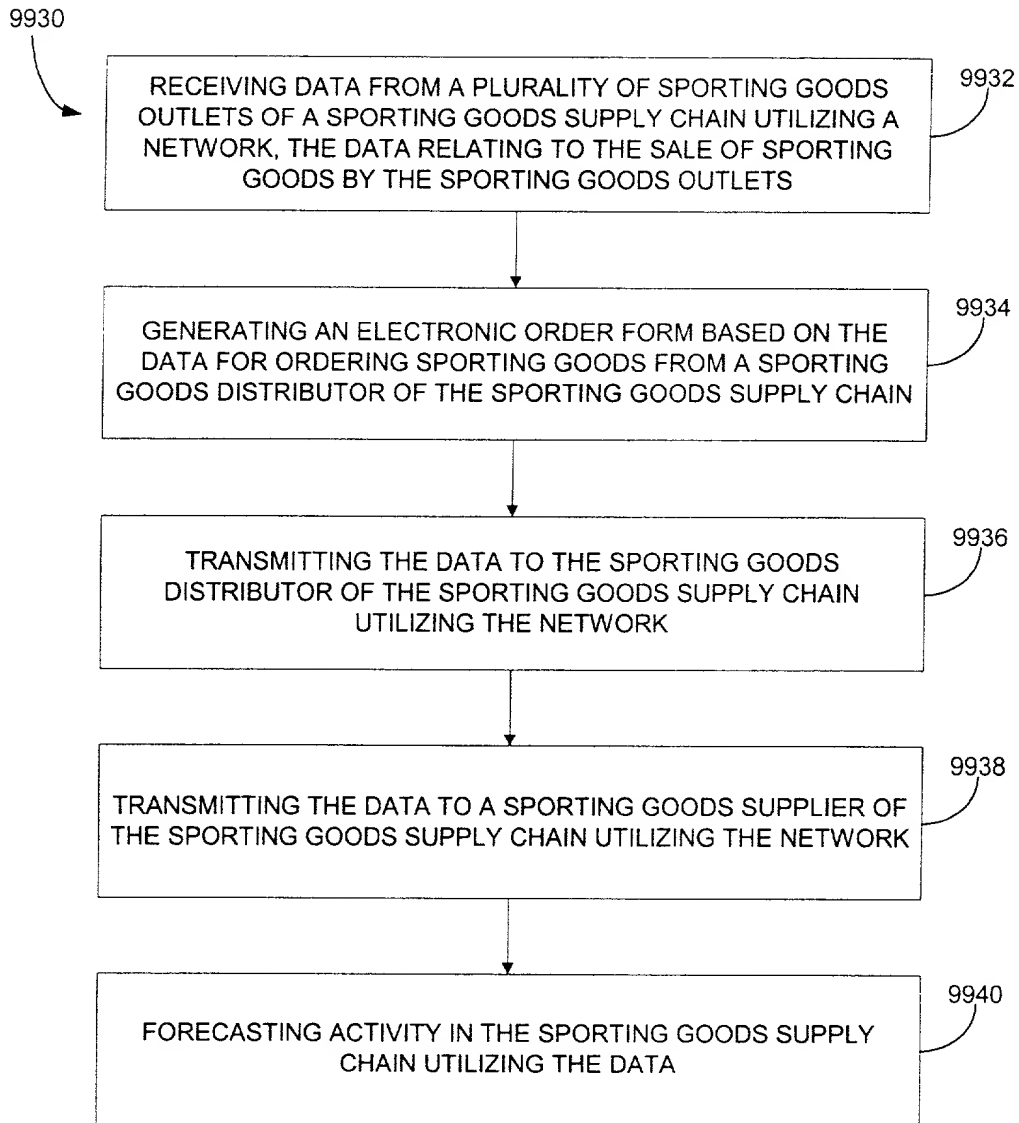 9930
RECEIVING DATA FROM A PLURALITY OF SPORTING GOODS
OUTLETS OF A SPORTING GOODS SUPPLY CHAIN UTILIZING A
NETWORK, THE DATA RELATING TO THE SALE OF SPORTING
GOODS BY THE SPORTING GOODS OUTLETS
9932
GENERATING AN ELECTRONIC ORDER FORM BASED ON THE
DATA FOR ORDERING SPORTING GOODS FROM A SPORTING
GOODS DISTRIBUTOR OF THE SPORTING GOODS SUPPLY CHAIN
9934
TRANSMITTING THE DATA TO THE SPORTING GOODS
DISTRIBUTOR OF THE SPORTING GOODS SUPPLY CHAIN
UTILIZING THE NETWORK
9936
TRANSMITTING THE DATA TO A SPORTING GOODS SUPPLIER OF
THE SPORTING GOODS SUPPLY CHAIN UTILIZING THE NETWORK
9938
FORECASTING ACTIVITY IN THE SPORTING GOODS SUPPLY
CHAIN UTILIZING THE DATA
9940